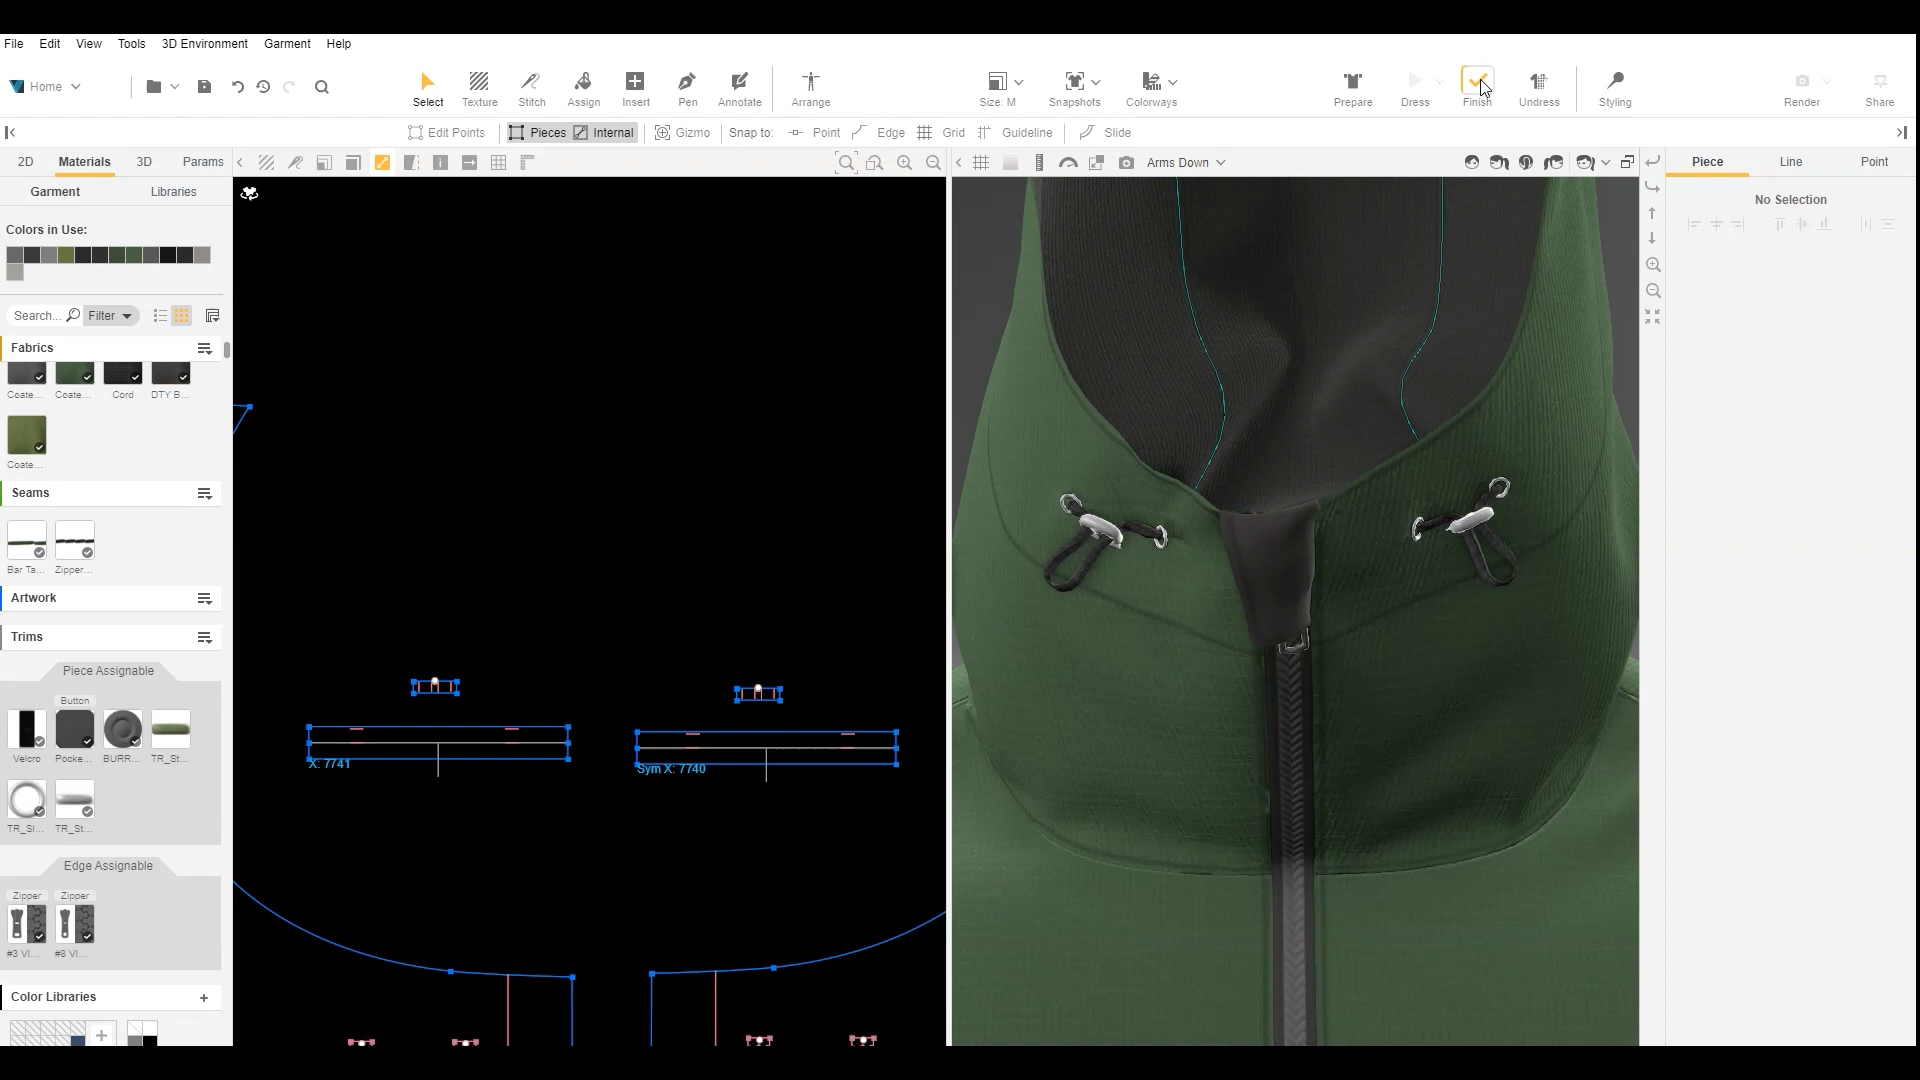 File Edit View Tools 3D Environment Garment Help
Home
Select Texture Stitch Assign Insert Pen Annotate Arrange Size: M Snapshots Colorways Prepare Dress Finish Undress Styling Render Share
Edit Points Pieces Internal Gizmo Snap to: Point Edge Grid Guideline Slide
2D Materials 3D Params Arms Down Piece Line Point
Garment Libraries
No Selection
Colors in Use:
Search... Filter
Fabrics
Coate... Coate... Cord DTY B...
Coate...
Seams
Bar Ta... Zipper...
Artwork
Trims
Piece Assignable
Button
Velcro Pocke... BURR... TR_St...
X: 7741 Sym X: 7740
TR_Sl... TR_St...
Edge Assignable
Zipper Zipper
#3 VI... #8 VI...
Color Libraries